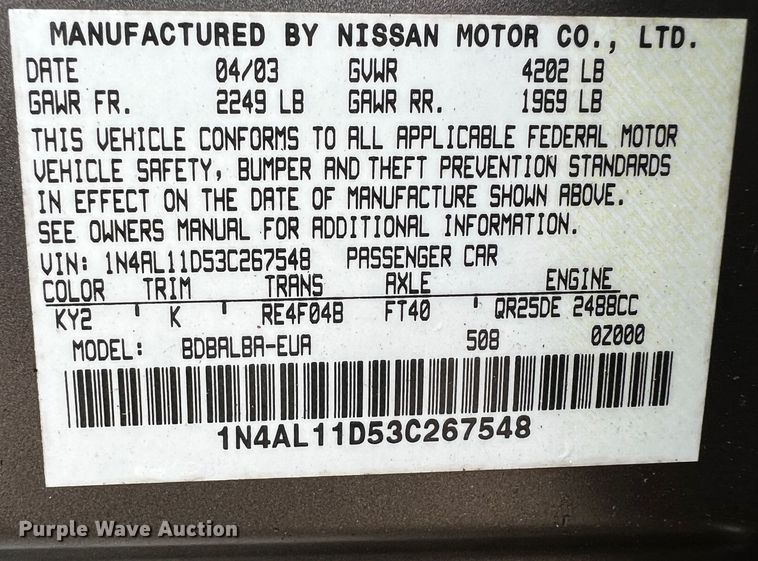 MANUFACTURED BY NISSAN MOTOR CO., LTD.
DATE 04/03 GVWR 4202 LB
GAWR FR. 2249 LB GAWR RR. 1969 LB
THIS VEHICLE CONFORMS TO ALL APPLICABLE FEDERAL MOTOR
VEHICLE SAFETY, BUMPER AND THEFT PREVENTION STANDARDS
IN EFFECT ON THE DATE OF MANUFACTURE SHOWN ABOVE.
SEE OWNERS MANUAL FOR ADDITIONAL INFORMATION.
VIN: 1N4AL11D53C267548 PASSENGER CAR
COLOR TRIM TRANS AXLE ENGINE
KY2 K RE4F04B FT40 QR25DE 2488CC
MODEL: BDBALBA-EUA 508 0Z000
1N4AL11D53C267548
Purple Wave Auction